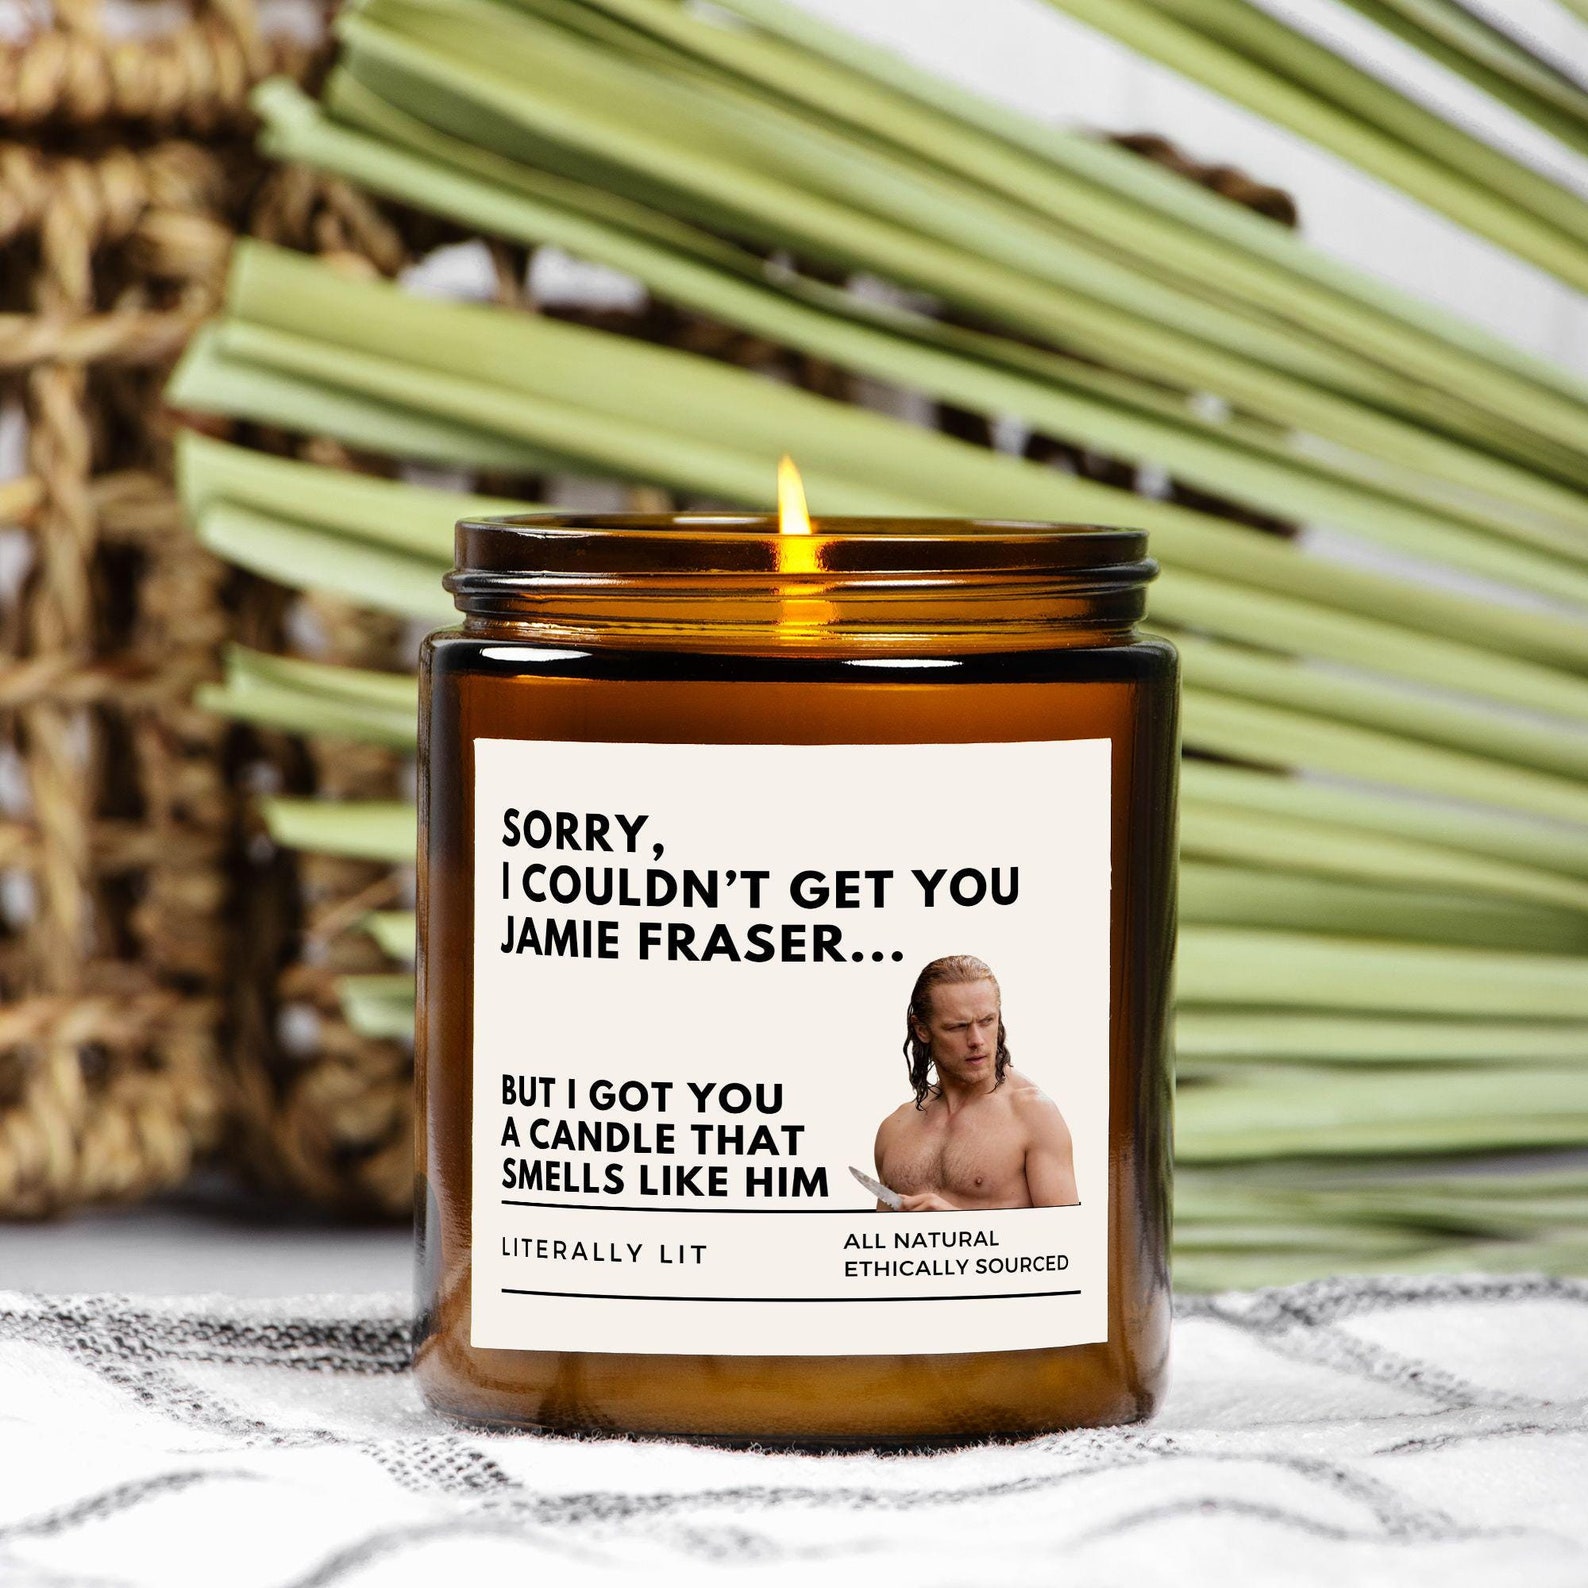 SORRY,
I COULDN'T GET YOU
JAMIE FRASER...
BUT I GOT YOU
A CANDLE THAT
SMELLS LIKE HIM
LITERALLY LIT
ALL NATURAL
ETHICALLY SOURCED